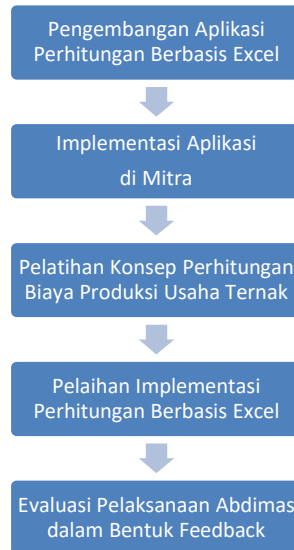 Pengembangan Aplikasi
Perhitungan Berbasis Excel
Implementasi Aplikasi
di Mitra
Pelatihan Konsep Perhitungan
Biaya Produksi Usaha Ternak
Pelaihan Implementasi
Perhitungan Berbasis Excel
Evaluasi Pelaksanaan Abdimas
dalam Bentuk Feedback